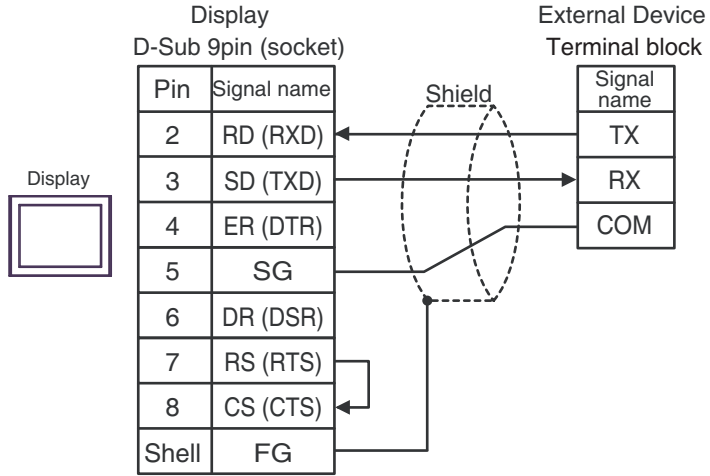 Display
D-Sub 9pin (socket)
External Device
Terminal block
Pin Signal name
Shield
Signal
name
2 RD (RXD)
TX
3 SD (TXD)
RX
Display
4 ER (DTR)
COM
5 SG
6 DR (DSR)
7 RS (RTS)
8 CS (CTS)
Shell FG